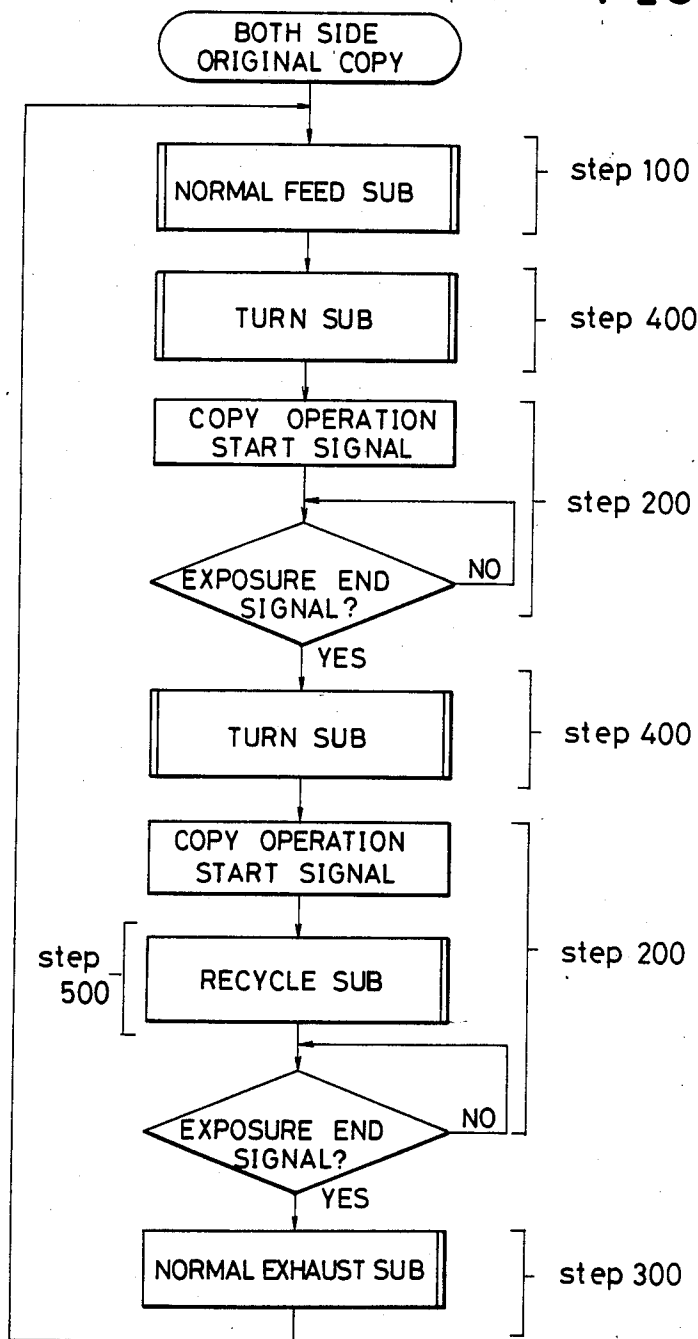 BOTH SIDE
ORIGINAL COPY
NORMAL FEED SUB
step 100
TURN SUB
step 400
COPY OPERATION
START SIGNAL
step 200
EXPOSURE END
SIGNAL?
NO
YES
TURN SUB
step 400
COPY OPERATION
START SIGNAL
step 200
step
500
RECYCLE SUB
EXPOSURE END
SIGNAL?
NO
YES
NORMAL EXHAUST SUB
step 300